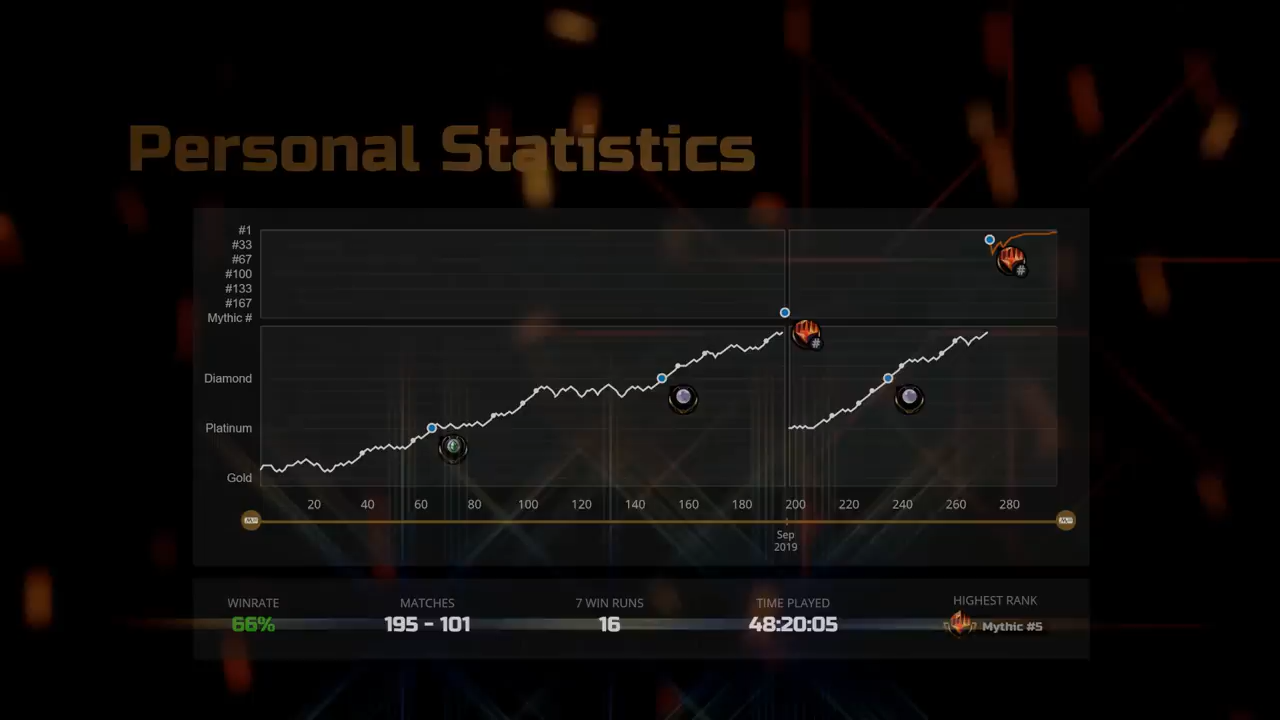 Personal Statistics
#1
#33
#67
#100
#133
#167
Mythic #
#
#
Diamond
Platinum
Gold
20 40 60 80 100 120 140 160 180 200 220 240 260 280
Sep
2019
WINRATE MATCHES 7 WIN RUNS TIME PLAYED HIGHEST RANK
66% 195 - 101 16 48:20:05 Mythic #5